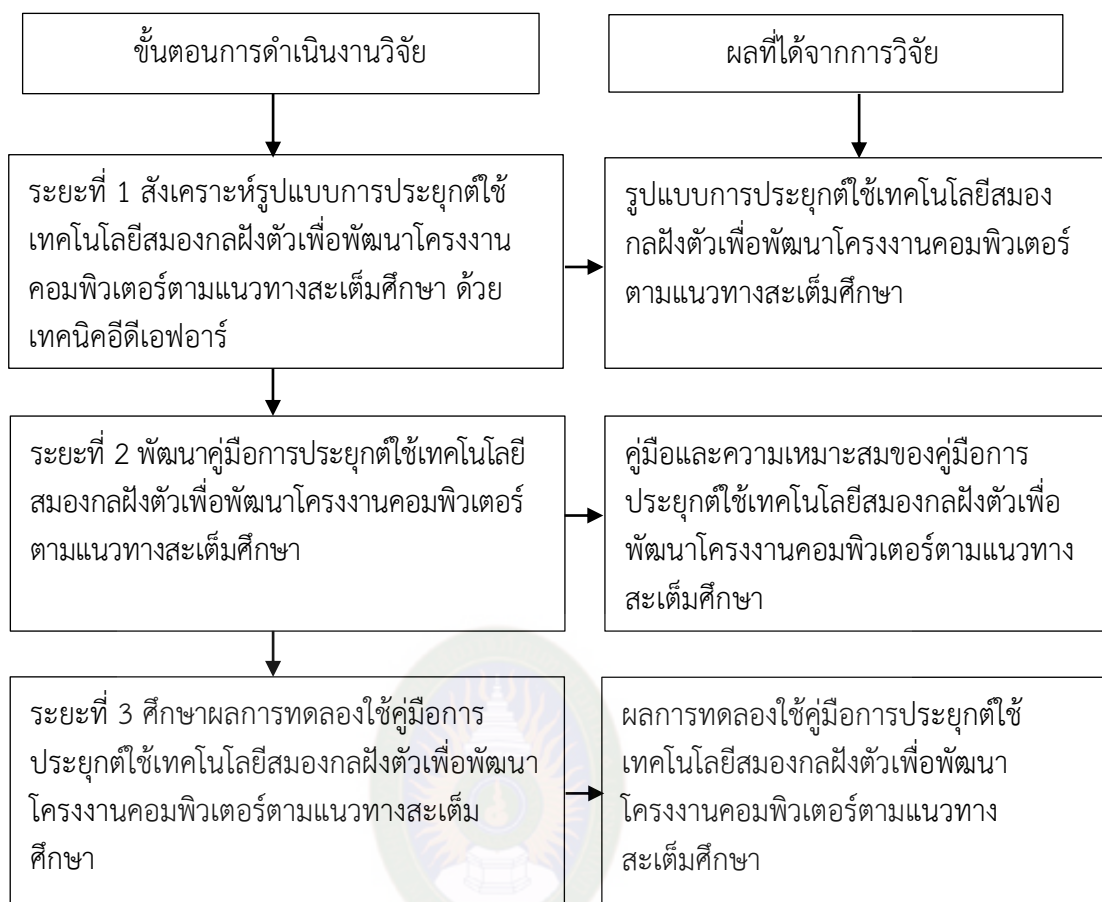 ขั้นตอนการดำเนินงานวิจัย
ผลที่ได้จากการวิจัย
ระยะที่ 1 สังเคราะห์รูปแบบการประยุกต์ใช้
เทคโนโลยีสมองกลฝังตัวเพื่อพัฒนาโครงงาน
คอมพิวเตอร์ตามแนวทางสะเต็มศึกษา ด้วย
เทคนิคอีดีเอฟอาร์
รูปแบบการประยุกต์ใช้เทคโนโลยีสมอง
กลฝังตัวเพื่อพัฒนาโครงงานคอมพิวเตอร์
ตามแนวทางสะเต็มศึกษา
ระยะที่ 2 พัฒนาคู่มือการประยุกต์ใช้เทคโนโลยี
สมองกลฝังตัวเพื่อพัฒนาโครงงานคอมพิวเตอร์
ตามแนวทางสะเต็มศึกษา
คู่มือและความเหมาะสมของคู่มือการ
ประยุกต์ใช้เทคโนโลยีสมองกลฝังตัวเพื่อ
พัฒนาโครงงานคอมพิวเตอร์ตามแนวทาง
สะเต็มศึกษา
ระยะที่ 3 ศึกษาผลการทดลองใช้คู่มือการ
ประยุกต์ใช้เทคโนโลยีสมองกลฝังตัวเพื่อพัฒนา
โครงงานคอมพิวเตอร์ตามแนวทางสะเต็ม
ศึกษา
ผลการทดลองใช้คู่มือการประยุกต์ใช้
เทคโนโลยีสมองกลฝังตัวเพื่อพัฒนา
โครงงานคอมพิวเตอร์ตามแนวทาง
สะเต็มศึกษา